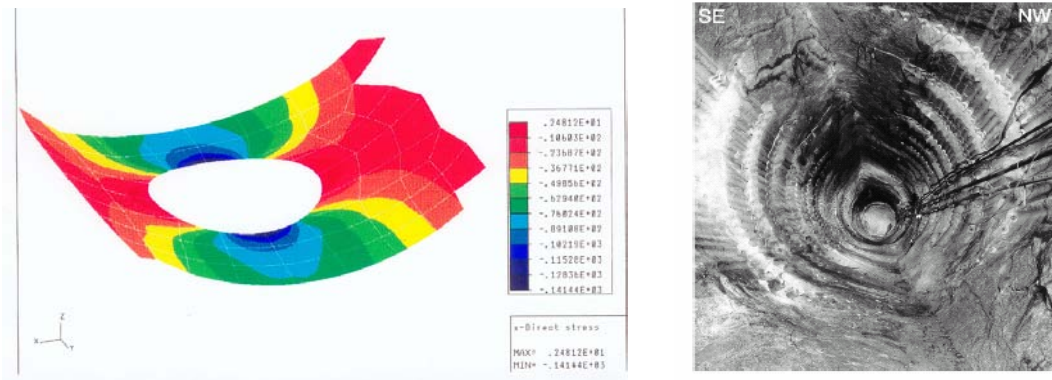 .24812E+01
-.10603E+02
-.23687E+02
-.36771E+02
-.49856E+02
-.62940E+02
-.76024E+02
-.89108E+02
-.10219E+03
-.11528E+03
-.12836E+03
-.14144E+03
Z
X
Y
x-Direct stress
MAX= .24812E+01
MIN= -.14144E+03
SE NW